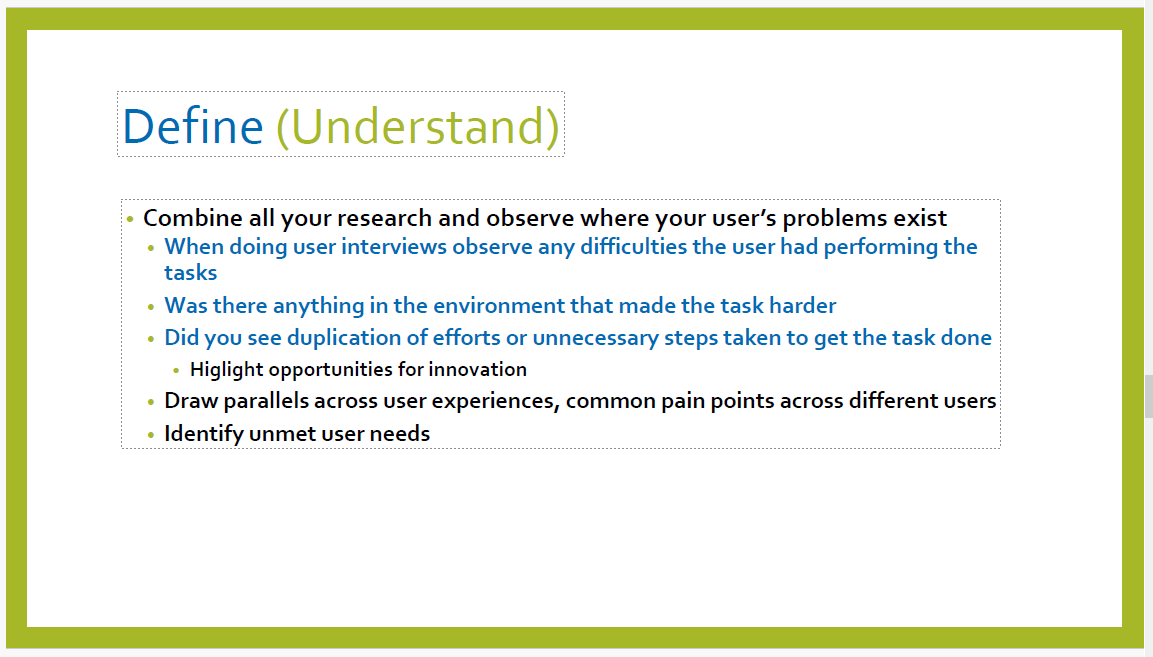 Define (Understand)
• Combine all your research and observe where your user’s problems exist
• When doing user interviews observe any difficulties the user had performing the
tasks
• Was there anything in the environment that made the task harder
• Did you see duplication of efforts or unnecessary steps taken to get the task done
• Higlight opportunities for innovation
• Draw parallels across user experiences, common pain points across different users
• Identify unmet user needs